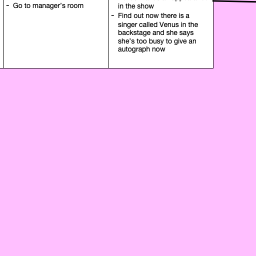 - Go to manager's room
in the show
- Find out now there is a
singer called Venus in the
backstage and she says
she's too busy to give an
autograph now